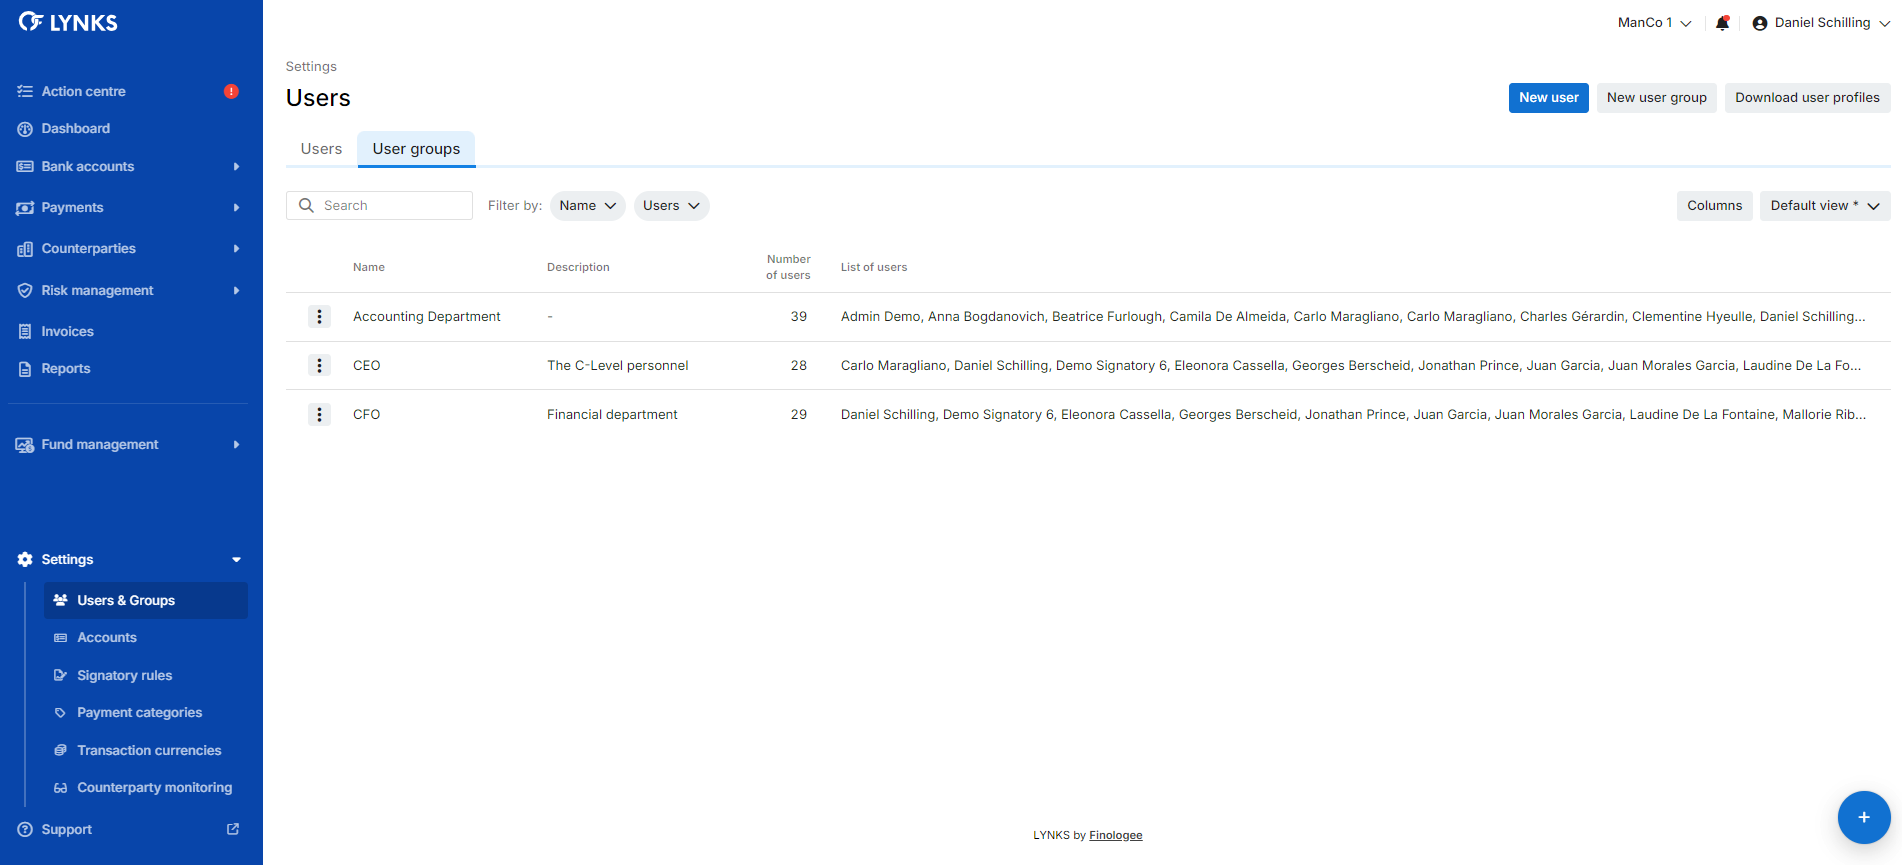 LYNKS
Action centre
Dashboard
Bank accounts
Payments
Counterparties
Risk management
Invoices
Reports
Fund management
Settings
Users & Groups
Accounts
Signatory rules
Payment categories
Transaction currencies
Counterparty monitoring
Support
ManCo 1
Daniel Schilling
Settings
Users
New user
New user group
Download user profiles
Users
User groups
Search
Filter by:
Name
Users
Columns
Default view *
Name
Description
Number
of users
List of users
Accounting Department - 39 Admin Demo, Anna Bogdanovich, Beatrice Furlough, Camila De Almeida, Carlo Maragliano, Carlo Maragliano, Charles Gérardin, Clementine Hyeulle, Daniel Schilling...
CEO The C-Level personnel 28 Carlo Maragliano, Daniel Schilling, Demo Signatory 6, Eleonora Cassella, Georges Berscheid, Jonathan Prince, Juan Garcia, Juan Morales Garcia, Laudine De La Fo...
CFO Financial department 29 Daniel Schilling, Demo Signatory 6, Eleonora Cassella, Georges Berscheid, Jonathan Prince, Juan Garcia, Juan Morales Garcia, Laudine De La Fontaine, Mallorie Rib...
LYNKS by Finologee